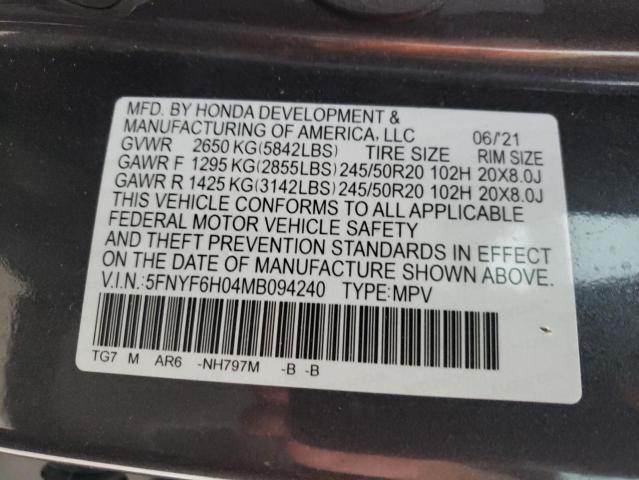 MFD. BY HONDA DEVELOPMENT &
MANUFACTURING OF AMERICA, LLC 06/'21
GVWR 2650 KG(5842LBS) TIRE SIZE RIM SIZE
GAWR F 1295 KG(2855LBS) 245/50R20 102H 20X8.0J
GAWR R 1425 KG(3142LBS) 245/50R20 102H 20X8.0J
THIS VEHICLE CONFORMS TO ALL APPLICABLE
FEDERAL MOTOR VEHICLE SAFETY
AND THEFT PREVENTION STANDARDS IN EFFECT
ON THE DATE OF MANUFACTURE SHOWN ABOVE.
V.I.N.:5FNYF6H04MB094240 TYPE:MPV
TG7 M AR6 -NH797M -B -B